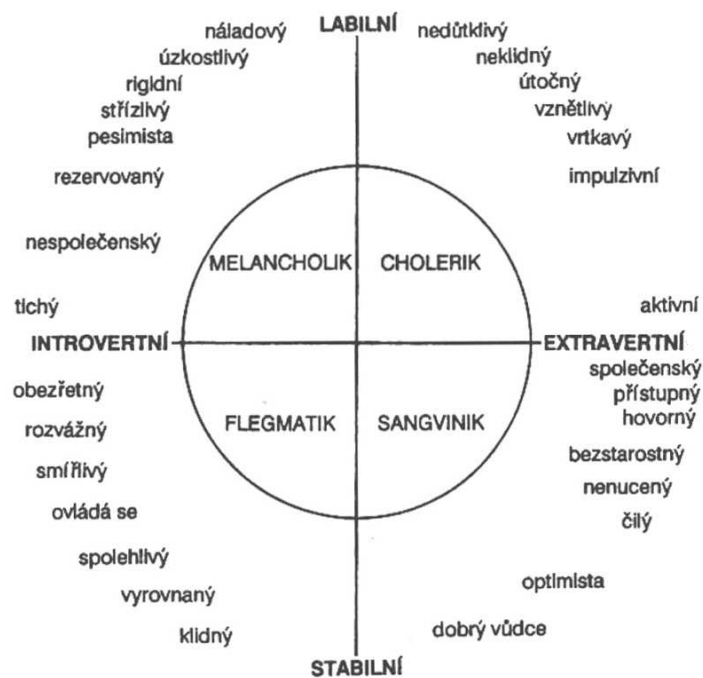 náladový LABILNÍ nedůtklivý
úzkostlivý neklidný
rigidní útočný
střízlivý vznětlivý
pesimista vrtkavý
rezervovaný impulzivní
nespolečenský
MELANCHOLIK CHOLERIK
tichý aktivní
INTROVERTNÍ EXTRAVERTNÍ
společenský
obezřetný přístupný
hovorný
rozvážný FLEGMATIK SANGVINIK
bezstarostný
smířlivý
nenucený
ovládá se čilý
spolehlivý
optimista
vyrovnaný
klidný dobrý vůdce
STABILNÍ